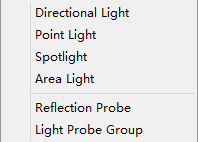 Directional Light
Point Light
Spotlight
Area Light
Reflection Probe
Light Probe Group